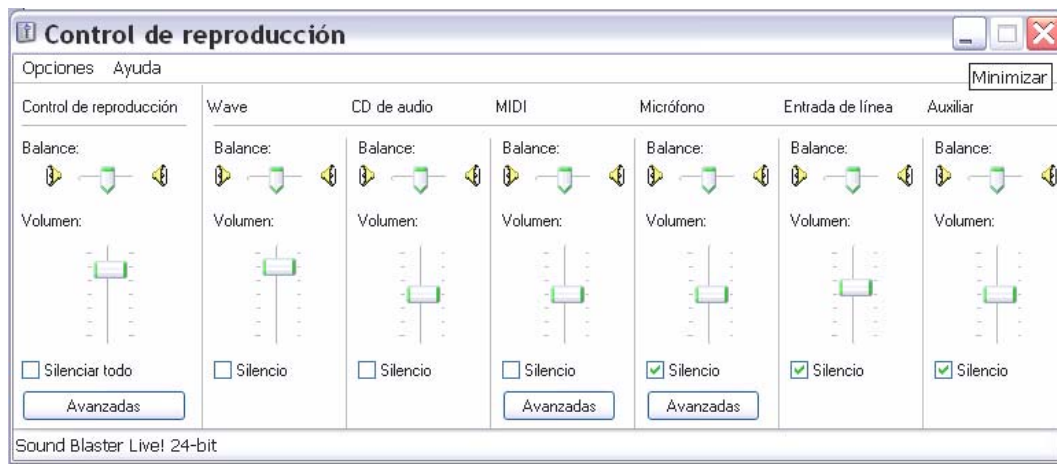 Control de reproducción
Opciones Ayuda
Minimizar
Control de reproducción Wave CD de audio MIDI Micrófono Entrada de línea Auxiliar
Balance: Balance: Balance: Balance: Balance: Balance: Balance:
Volumen: Volumen: Volumen: Volumen: Volumen: Volumen: Volumen:
Silenciar todo Silencio Silencio Silencio Silencio Silencio Silencio
Avanzadas Avanzadas Avanzadas
Sound Blaster Live! 24-bit